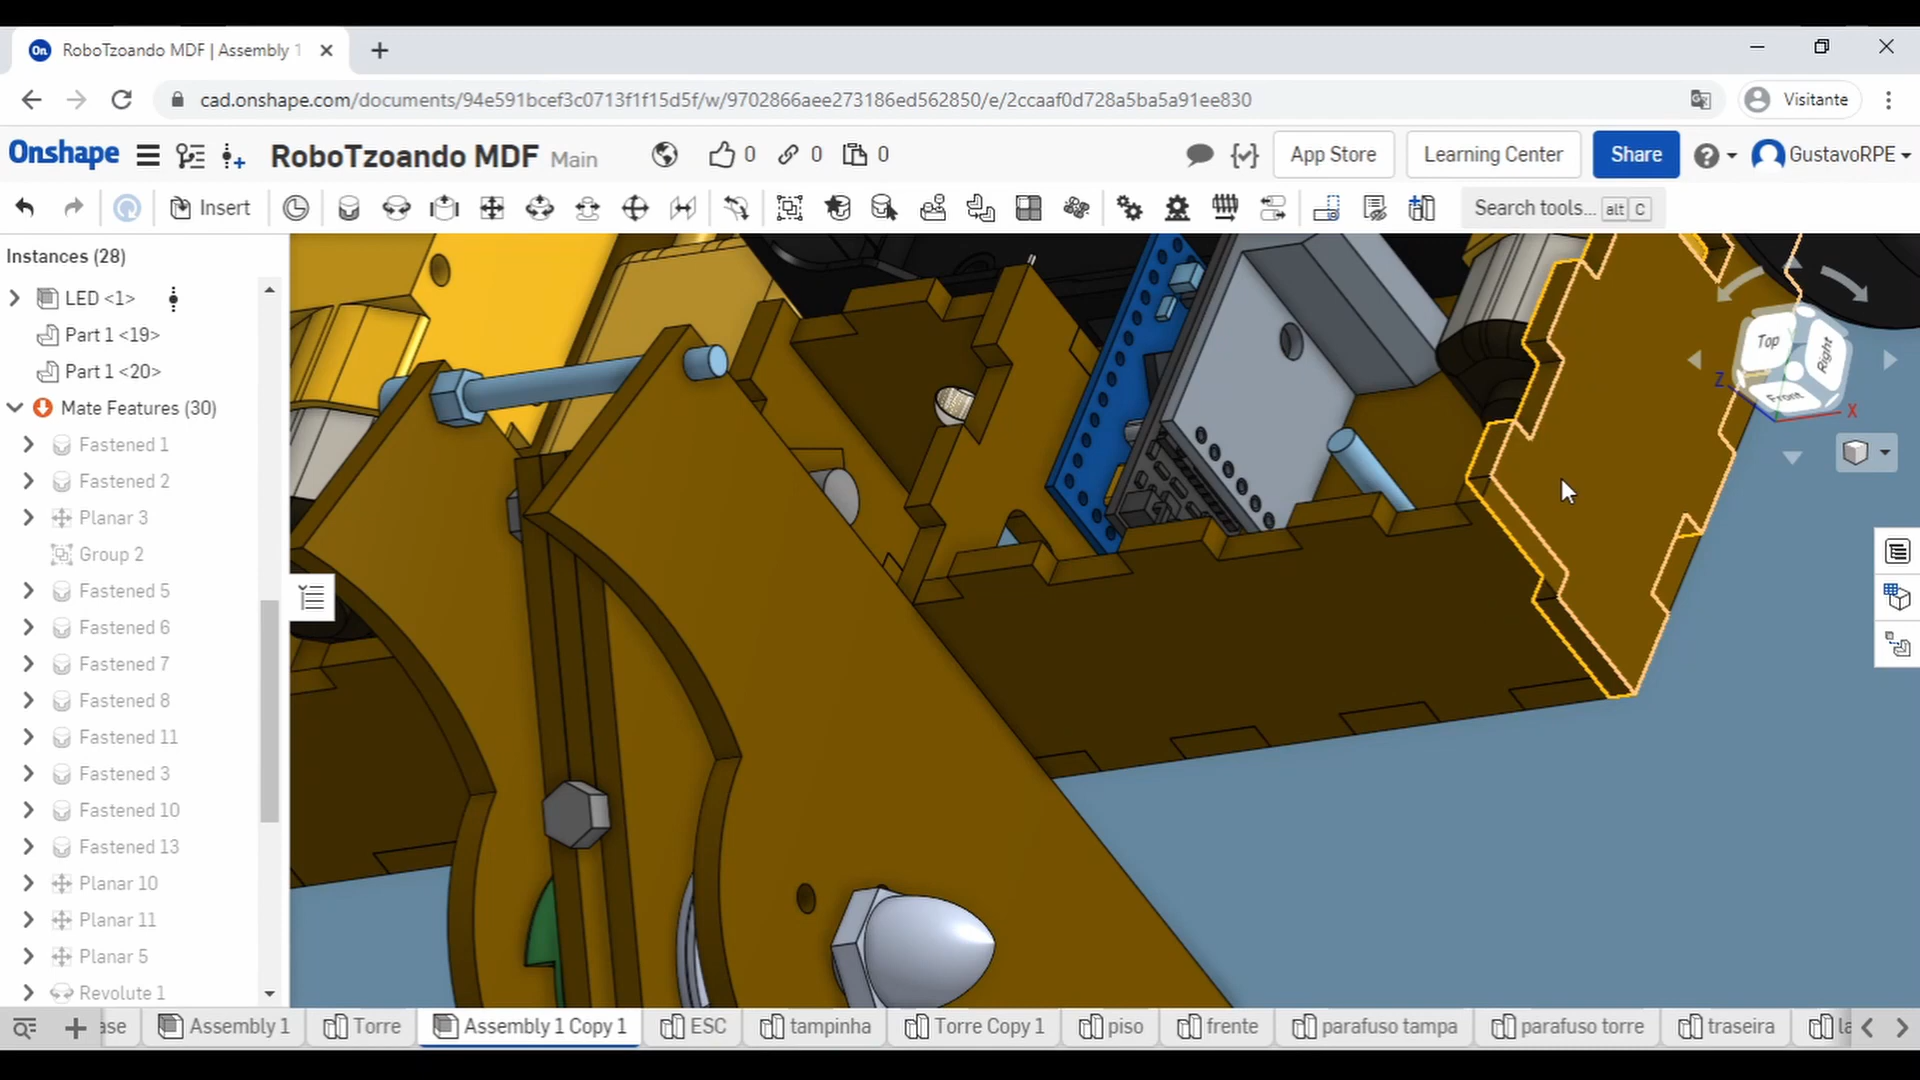 On RoboTzoando MDF | Assembly 1
cad.onshape.com/documents/94e591bcef3c0713f1f15d5f/w/9702866aee273186ed562850/e/2ccaaf0d728a5ba5a91ee830
Visitante
Onshape
RoboTzoando MDF Main
0 0 0
App Store
Learning Center
Share
GustavoRPE
Insert
Search tools... alt C
Instances (28)
LED <1>
Part 1 <19>
Part 1 <20>
Mate Features (30)
Fastened 1
Fastened 2
Planar 3
Group 2
Fastened 5
Fastened 6
Fastened 7
Fastened 8
Fastened 11
Fastened 3
Fastened 10
Fastened 13
Planar 10
Planar 11
Planar 5
Revolute 1
Top
Right
Front
Z
X
ase
Assembly 1
Torre
Assembly 1 Copy 1
ESC
tampinha
Torre Copy 1
piso
frente
parafuso tampa
parafuso torre
traseira